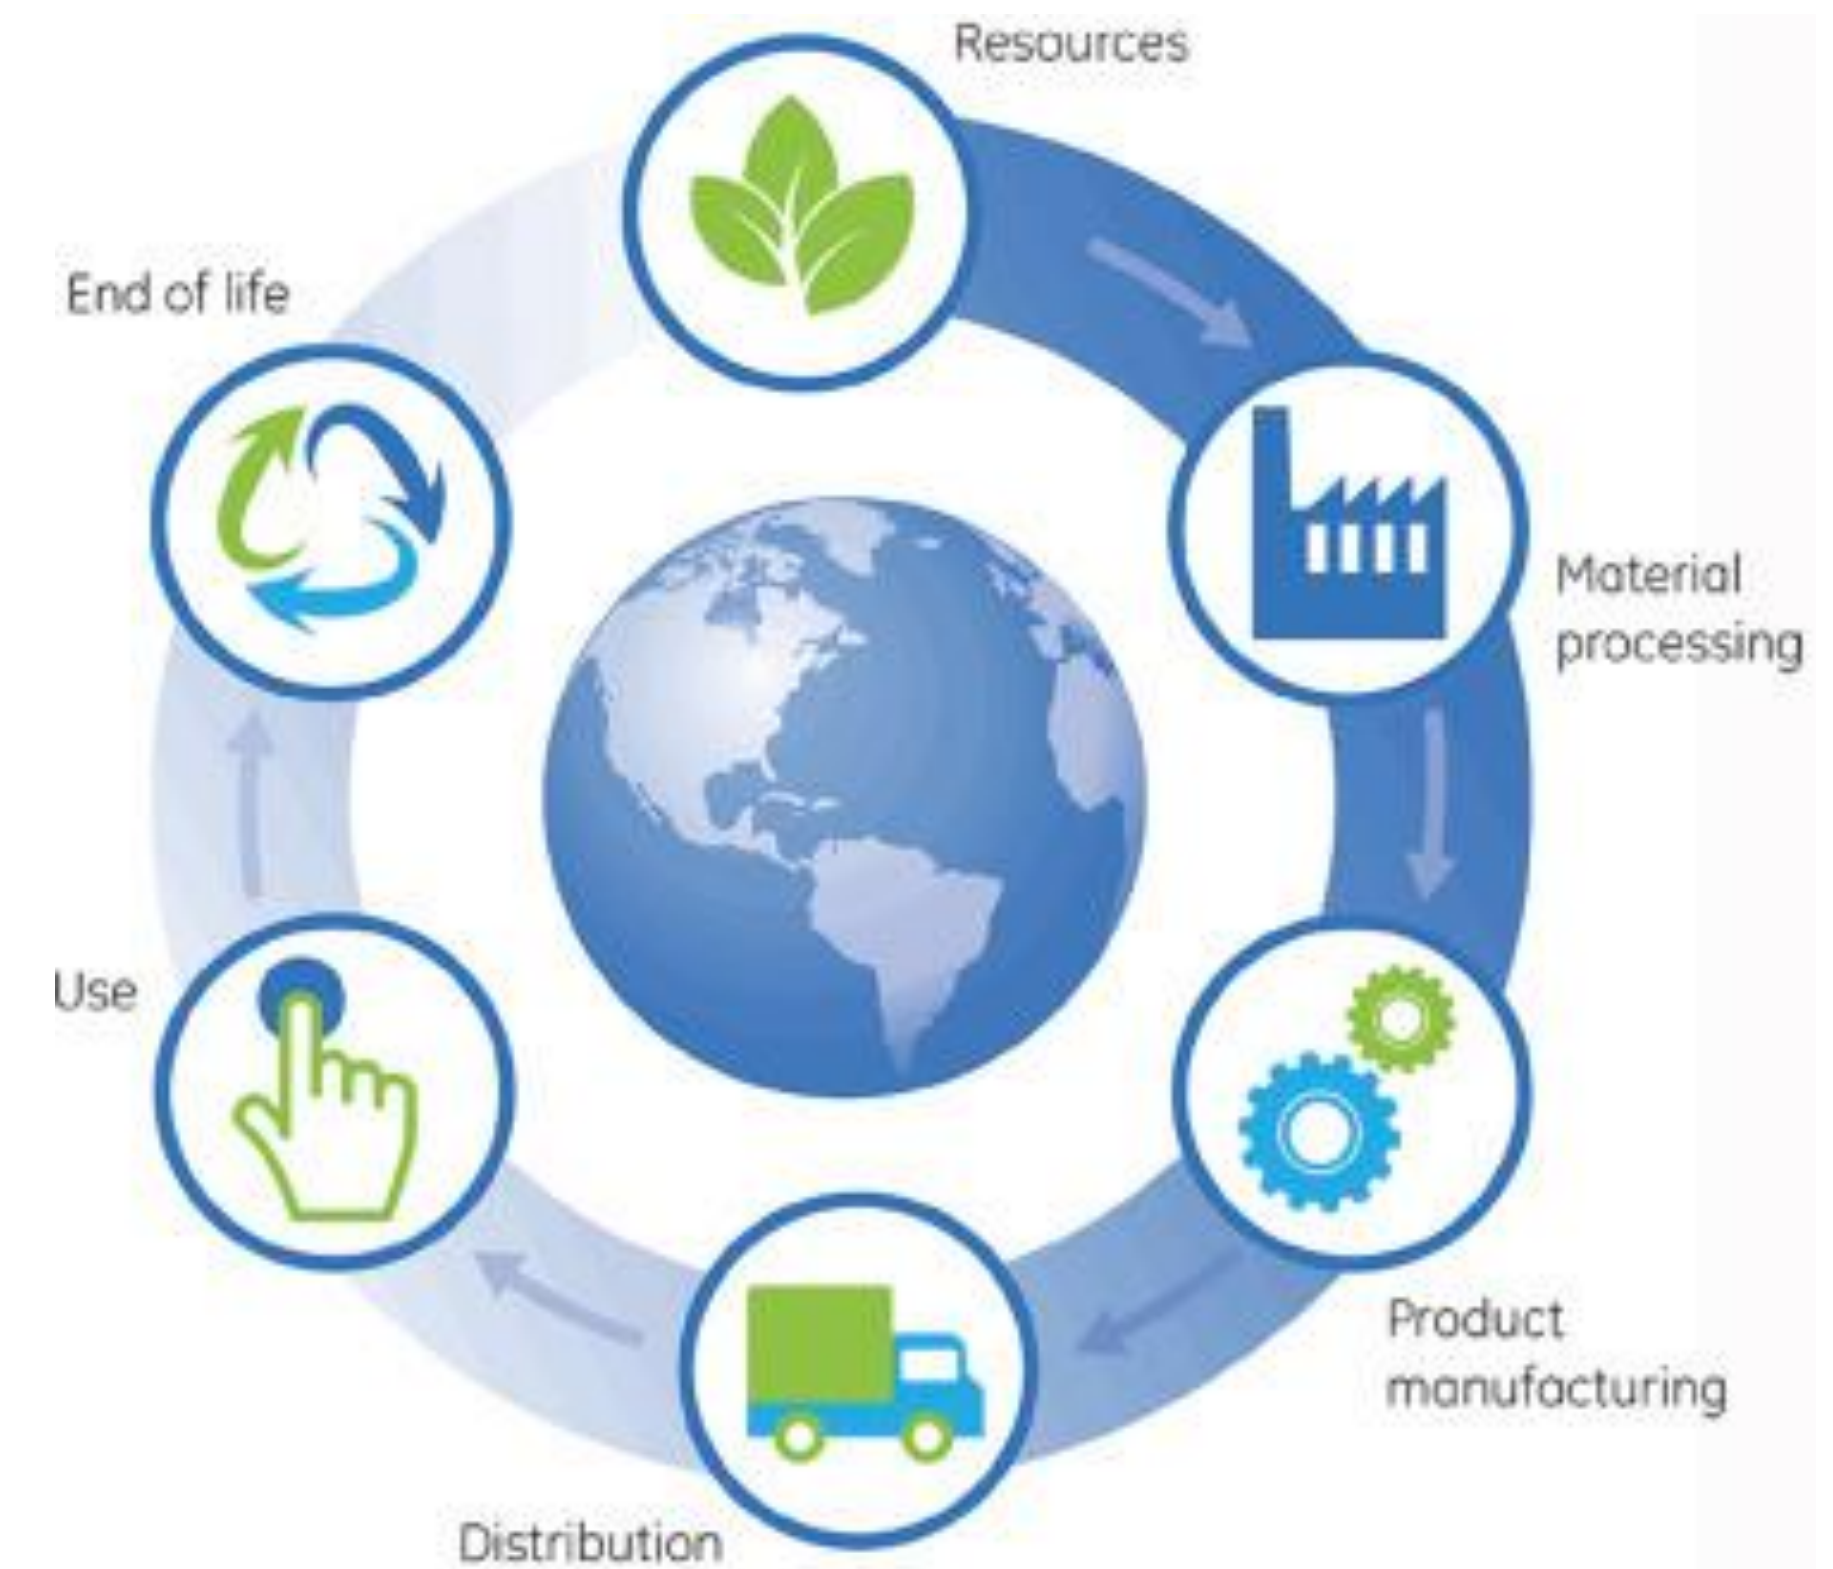 Resources
Material
processing
Product
manufacturing
Distribution
Use
End of life